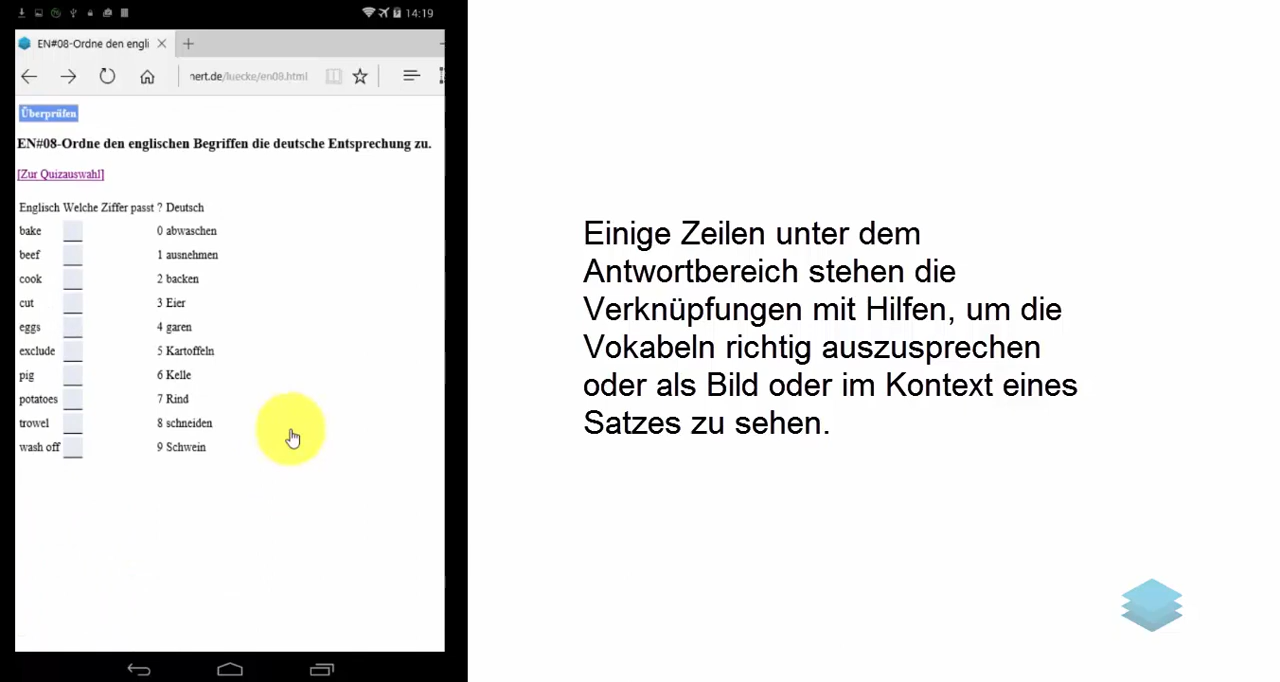 14:19
EN#08-Ordne den engli
nert.de/luecke/en08.html
Überprüfen
EN#08-Ordne den englischen Begriffen die deutsche Entsprechung zu.
[Zur Quizauswahl]
Englisch Welche Ziffer passt ? Deutsch
bake 0 abwaschen
beef 1 ausnehmen
cook 2 backen
cut 3 Eier
eggs 4 garen
exclude 5 Kartoffeln
pig 6 Kelle
potatoes 7 Rind
trowel 8 schneiden
wash off 9 Schwein
Einige Zeilen unter dem
Antwortbereich stehen die
Verknüpfungen mit Hilfen, um die
Vokabeln richtig auszusprechen
oder als Bild oder im Kontext eines
Satzes zu sehen.